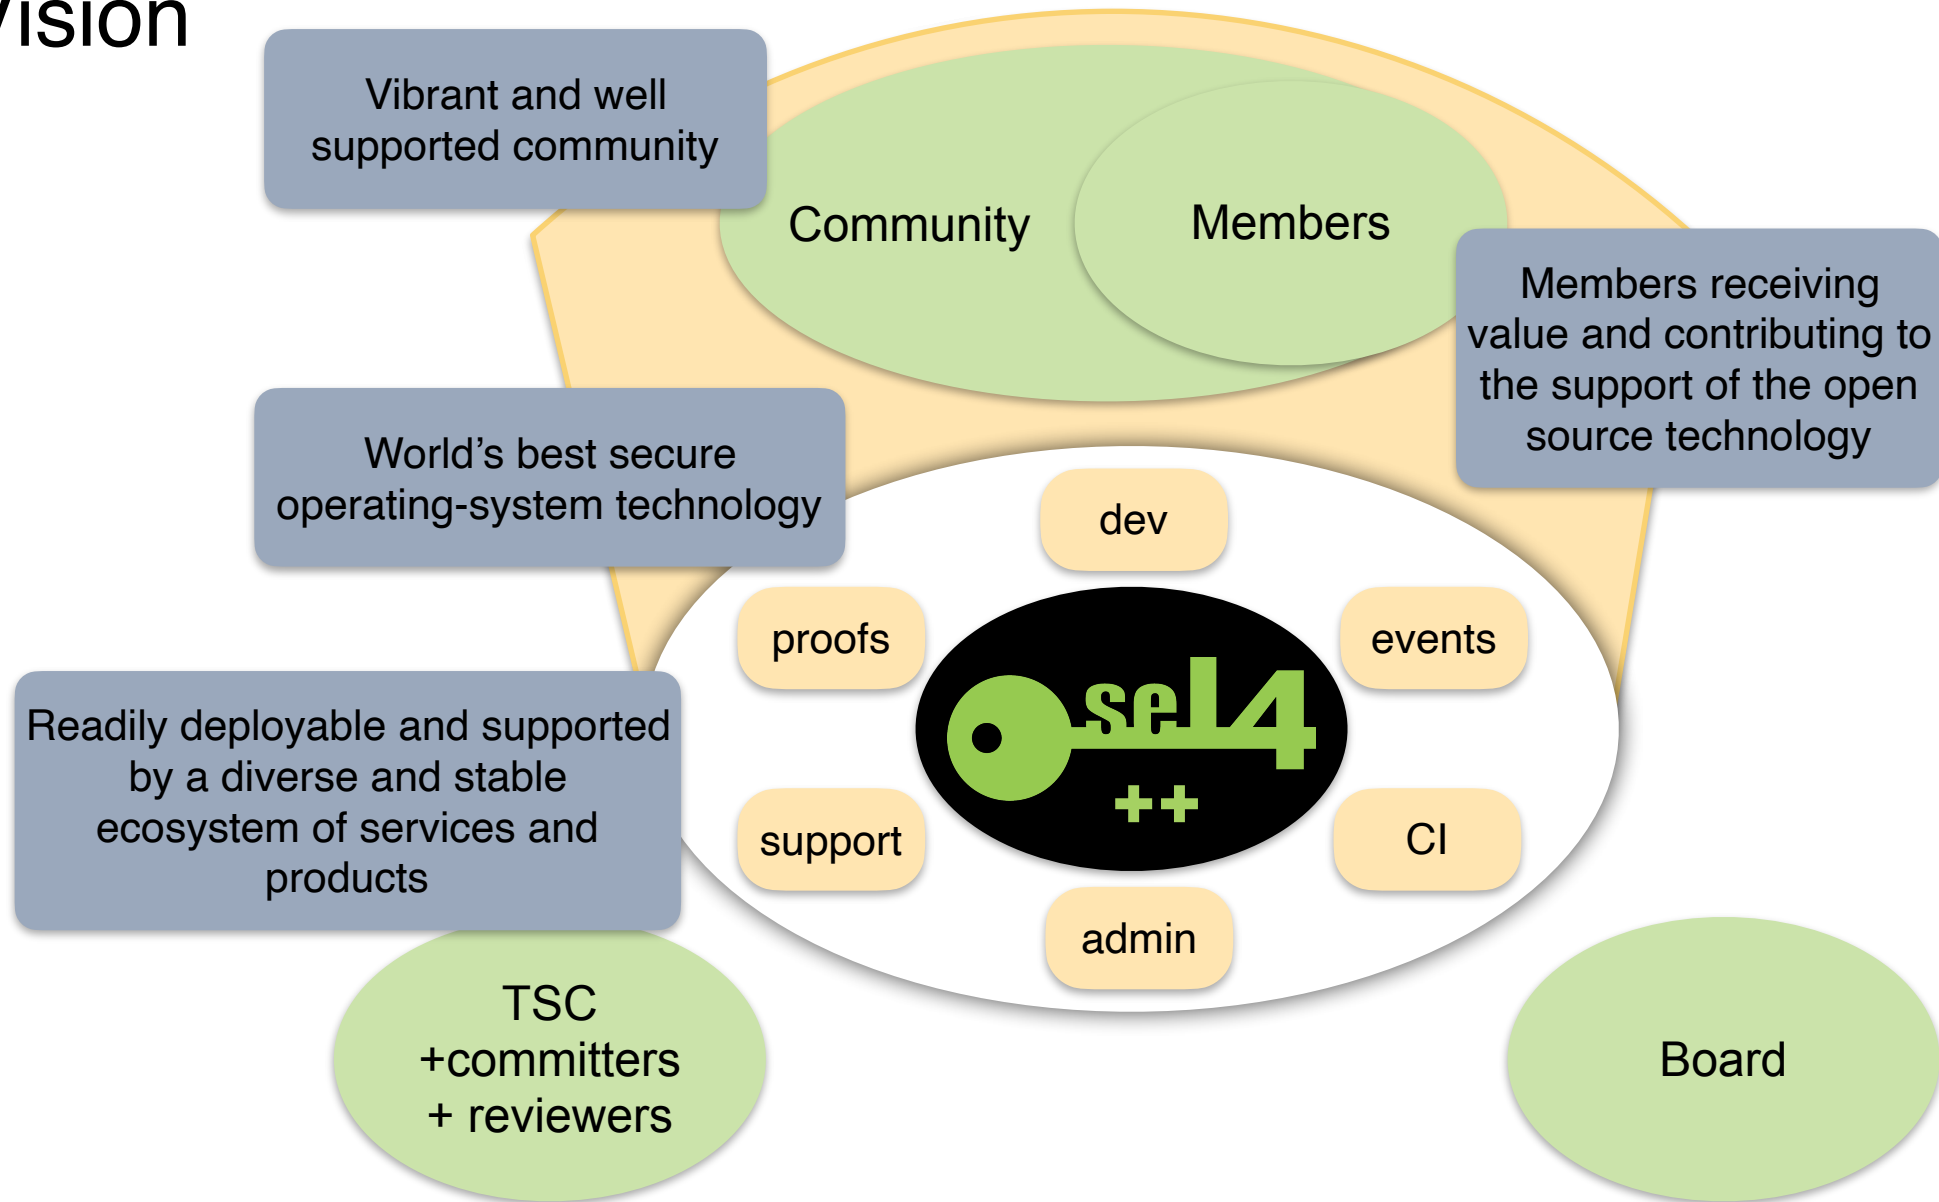 Vision
Vibrant and well
supported community
Community
Members
Members receiving
value and contributing to
the support of the open
source technology
World's best secure
operating-system technology
dev
proofs
events
seL4
++
Readily deployable and supported
by a diverse and stable
ecosystem of services and
products
support
CI
admin
TSC
+committers
+ reviewers
Board